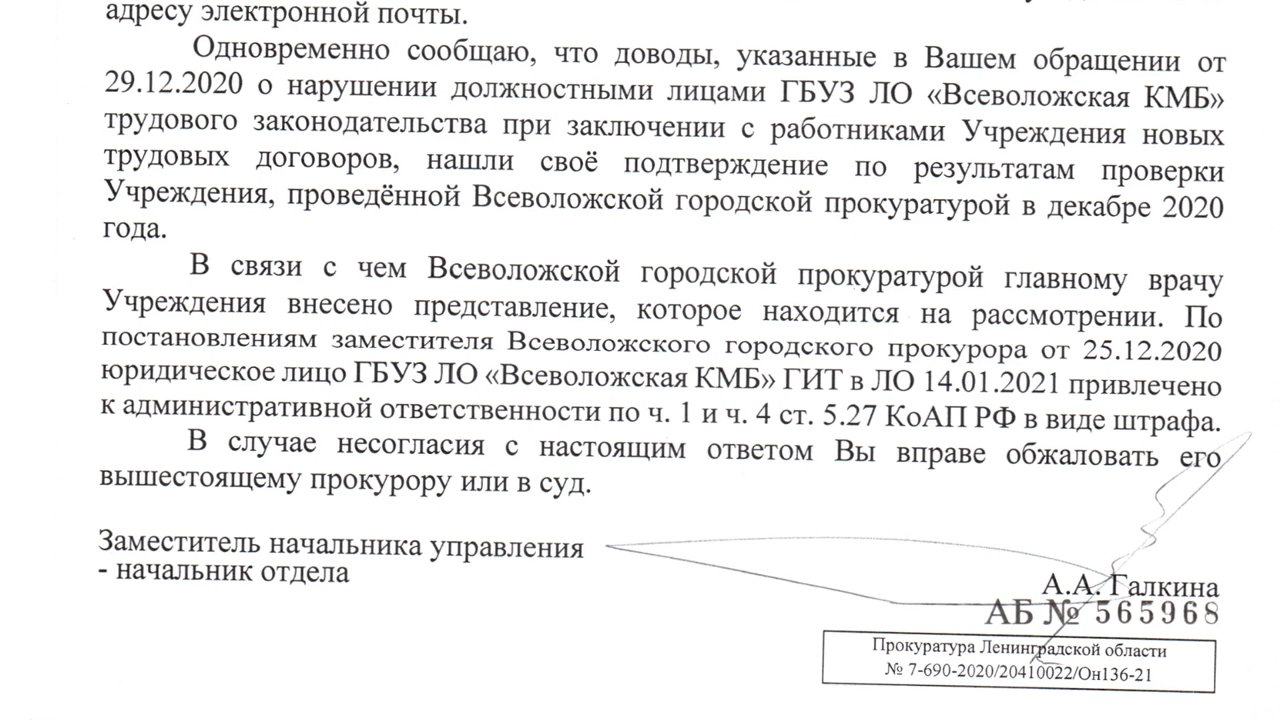 адресу электронной почты.
Одновременно сообщаю, что доводы, указанные в Вашем обращении от
29.12.2020 о нарушении должностными лицами ГБУЗ ЛО «Всеволожская КМБ»
трудового законодательства при заключении с работниками Учреждения новых
трудовых договоров, нашли своё подтверждение по результатам проверки
Учреждения, проведённой Всеволожской городской прокуратурой в декабре 2020
года.
В связи с чем Всеволожской городской прокуратурой главному врачу
Учреждения внесено представление, которое находится на рассмотрении. По
постановлениям заместителя Всеволожского городского прокурора от 25.12.2020
юридическое лицо ГБУЗ ЛО «Всеволожская КМБ» ГИТ в ЛО 14.01.2021 привлечено
к административной ответственности по ч. 1 и ч. 4 ст. 5.27 КоАП РФ в виде штрафа.
В случае несогласия с настоящим ответом Вы вправе обжаловать его
вышестоящему прокурору или в суд.
Заместитель начальника управления
- начальник отдела
А.А. Галкина
АБ № 565968
Прокуратура Ленинградской области
№ 7-690-2020/20410022/Он136-21